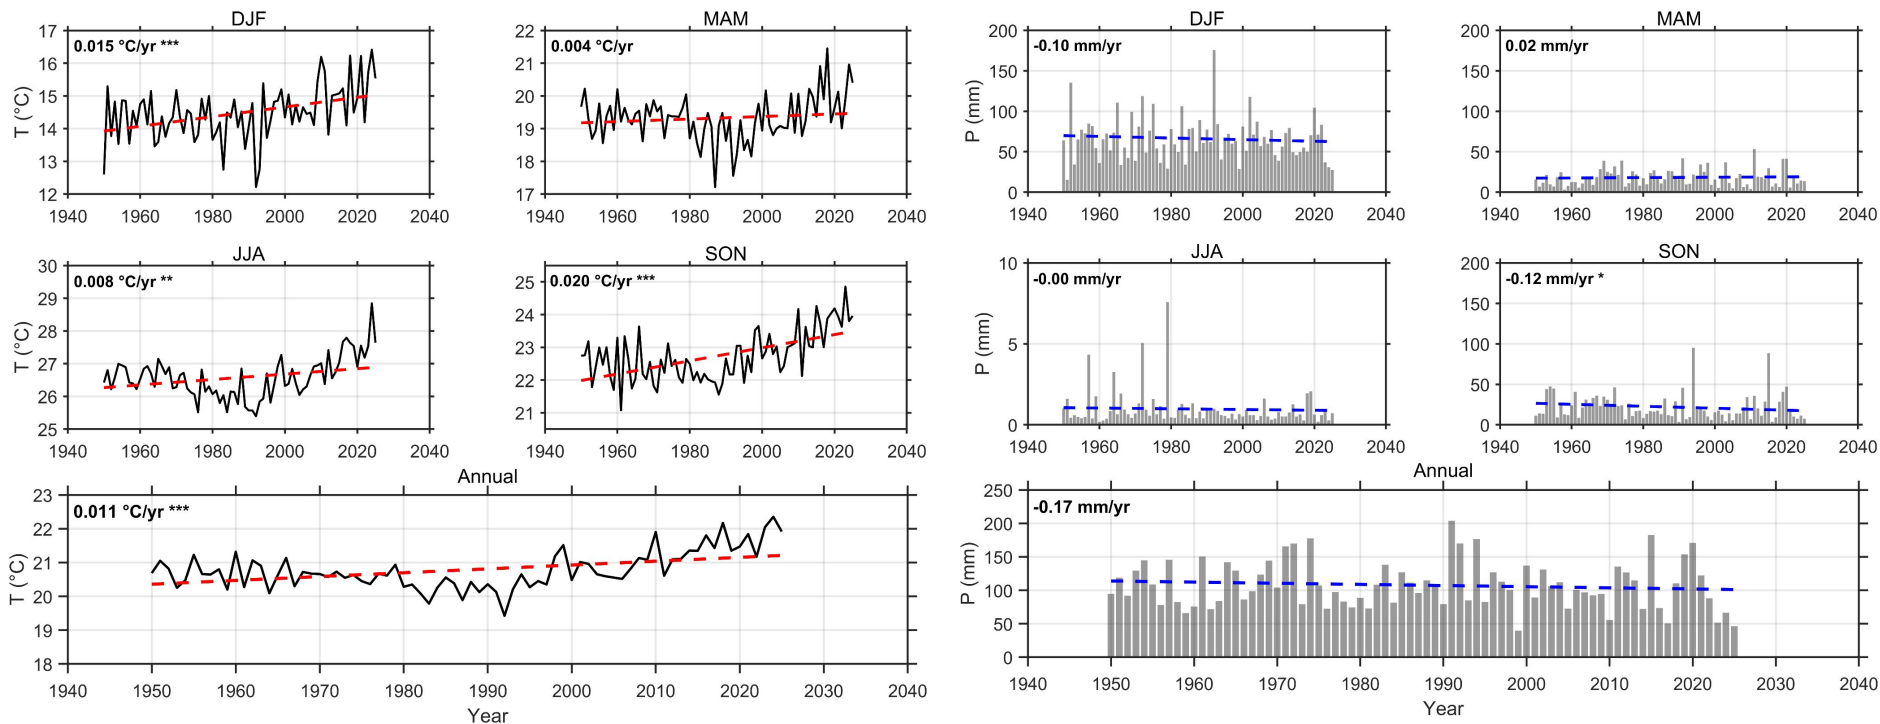 DJF
0.015 °C/yr ***
T (°C)
17
16
15
14
13
12
1940 1960 1980 2000 2020 2040
MAM
0.004 °C/yr
22
21
20
19
18
17
1940 1960 1980 2000 2020 2040
DJF
-0.10 mm/yr
P (mm)
200
150
100
50
0
1940 1960 1980 2000 2020 2040
MAM
0.02 mm/yr
200
150
100
50
0
1940 1960 1980 2000 2020 2040
JJA
0.008 °C/yr **
T (°C)
30
29
28
27
26
25
1940 1960 1980 2000 2020 2040
SON
0.020 °C/yr ***
25
24
23
22
21
1940 1960 1980 2000 2020 2040
JJA
-0.00 mm/yr
P (mm)
10
5
0
1940 1960 1980 2000 2020 2040
SON
-0.12 mm/yr *
200
150
100
50
0
1940 1960 1980 2000 2020 2040
Annual
0.011 °C/yr ***
T (°C)
23
22
21
20
19
18
1940 1950 1960 1970 1980 1990 2000 2010 2020 2030 2040
Year
Annual
-0.17 mm/yr
P (mm)
250
200
150
100
50
0
1940 1950 1960 1970 1980 1990 2000 2010 2020 2030 2040
Year